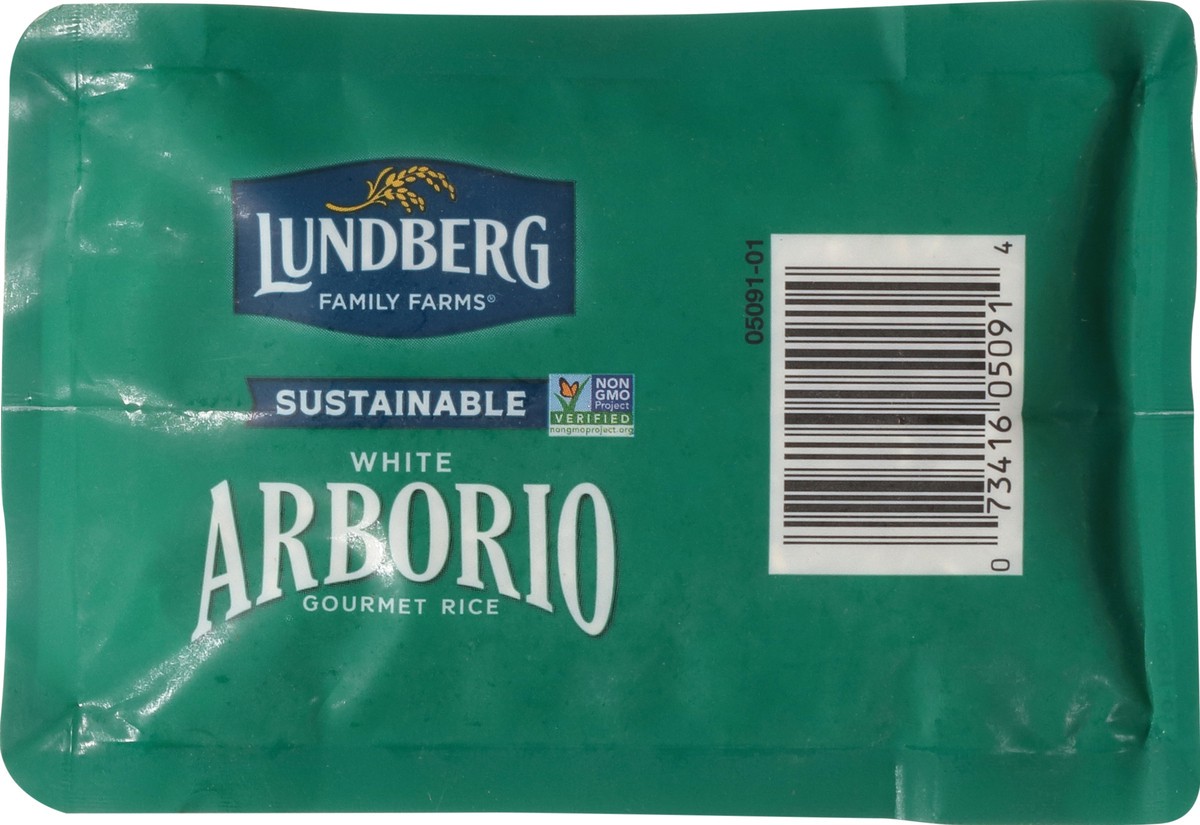 LUNDBERG
FAMILY FARMS®
SUSTAINABLE
NON
GMO
Project
VERIFIED
nongmoproject.org
WHITE
ARBORIO
GOURMET RICE
05091-01
0 73416 05091 4